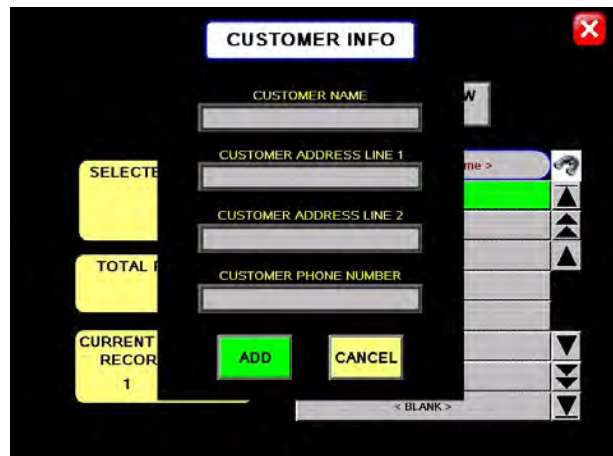 CUSTOMER INFO
CUSTOMER NAME
W
CUSTOMER ADDRESS LINE 1
me >
SELECTE
CUSTOMER ADDRESS LINE 2
TOTAL
CUSTOMER PHONE NUMBER
CURRENT
RECOR
1
ADD
CANCEL
< BLANK >